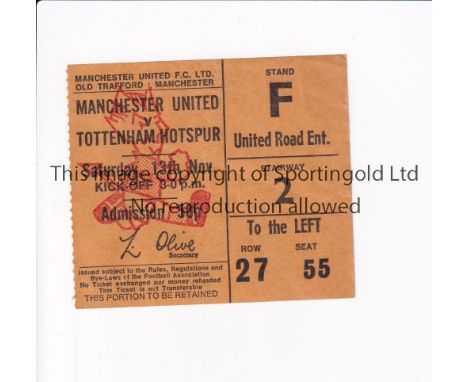 MANCHESTER UNITED F.C. LTD.
OLD TRAFFORD MANCHESTER
MANCHESTER UNITED
v
TOTTENHAM HOTSPUR
Saturday 13th Nov.
KICK-OFF 3-0 p.m.
Admission
L. Olive
Secretary
Issued subject to the Rules, Regulations and
Bye-Laws of the Football Association
No Ticket exchanged nor money refunded
This Ticket is not Transferable
THIS PORTION TO BE RETAINED
STAND
F
United Road Ent.
STAIRWAY
2
To the LEFT
ROW SEAT
27 55
This image copyright of Sportingold Ltd
No reproduction allowed